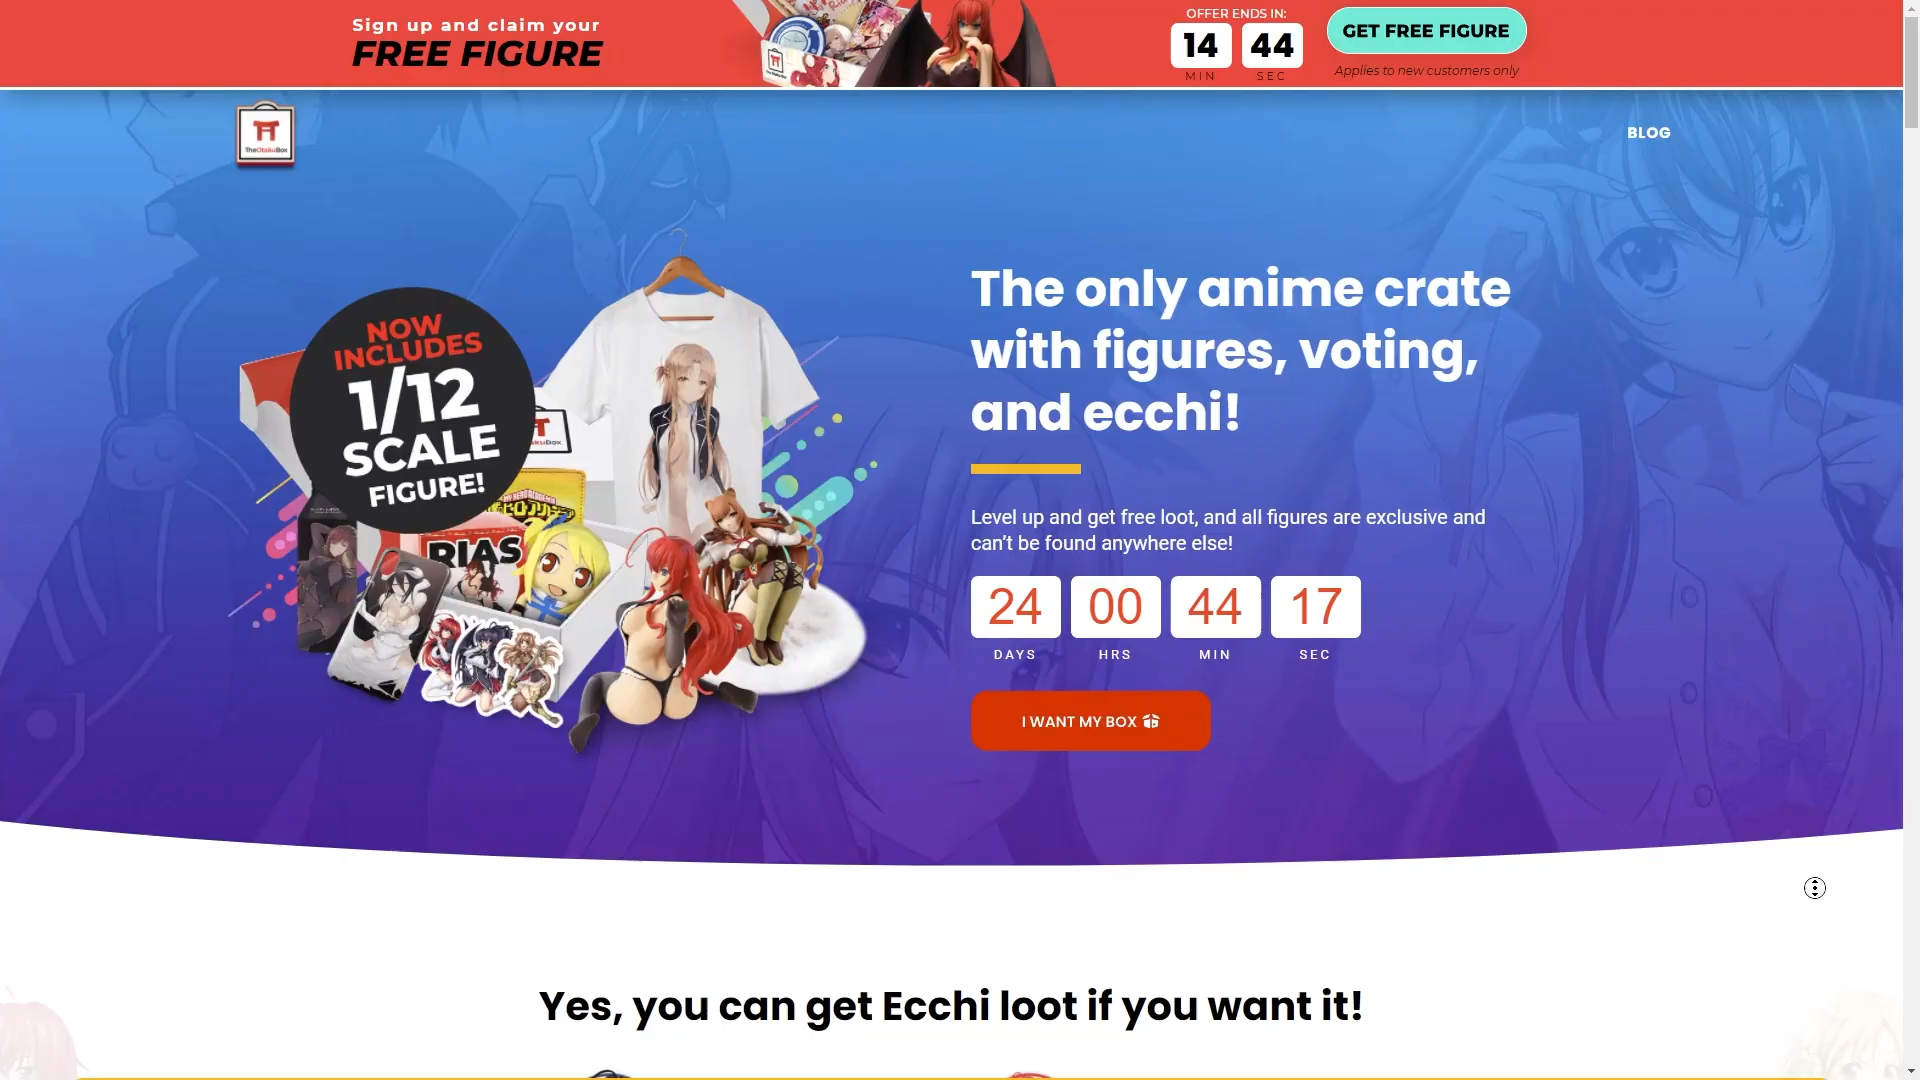 Sign up and claim your
FREE FIGURE
OFFER ENDS IN:
14 44
MIN SEC
GET FREE FIGURE
Applies to new customers only
TheOtakuBox
BLOG
NOW
INCLUDES
1/12
SCALE
FIGURE!
RIAS
The only anime crate
with figures, voting,
and ecchi!
Level up and get free loot, and all figures are exclusive and
can’t be found anywhere else!
24 00 44 17
DAYS HRS MIN SEC
I WANT MY BOX
Yes, you can get Ecchi loot if you want it!